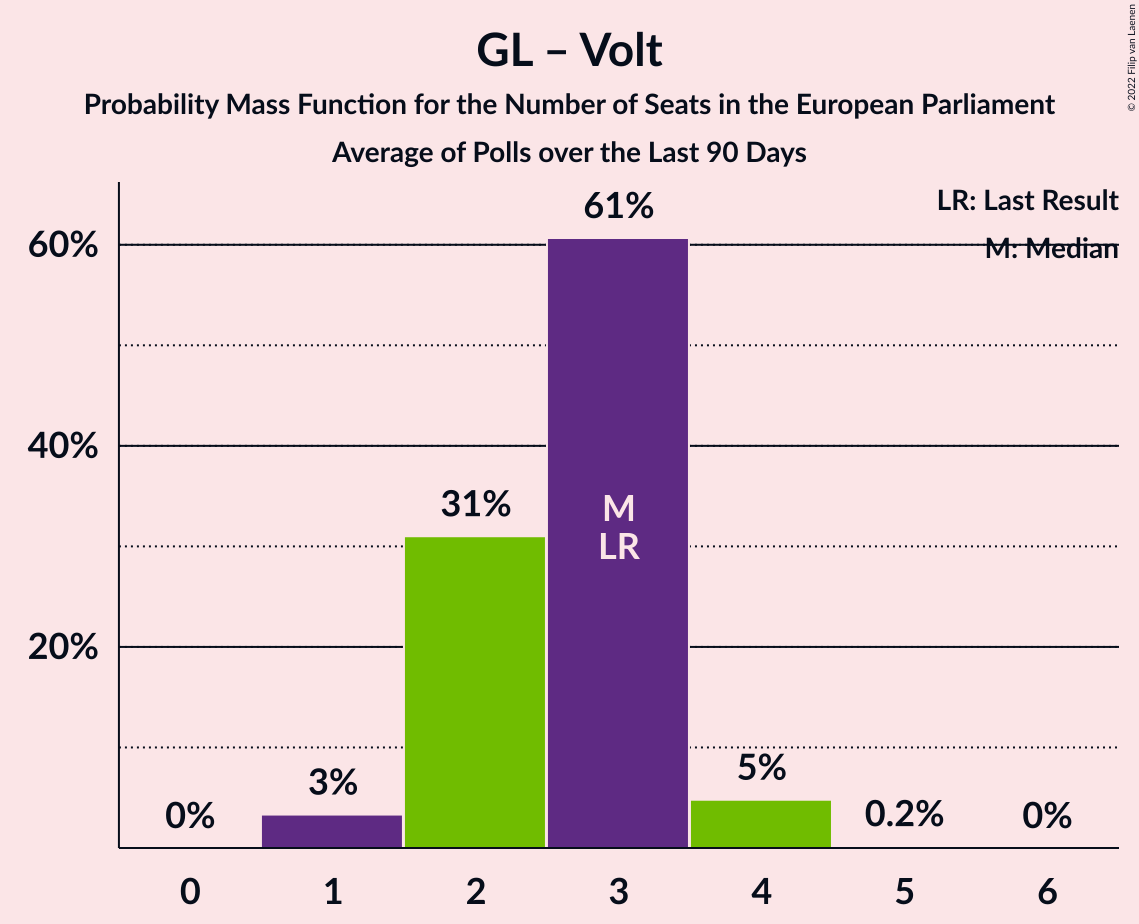 GL – Volt
Probability Mass Function for the Number of Seats in the European Parliament
Average of Polls over the Last 90 Days
© 2022 Filip van Laenen
LR: Last Result
M: Median
60%
40%
20%
0%
3%
31%
61%
5%
0.2%
0%
M
LR
0 1 2 3 4 5 6